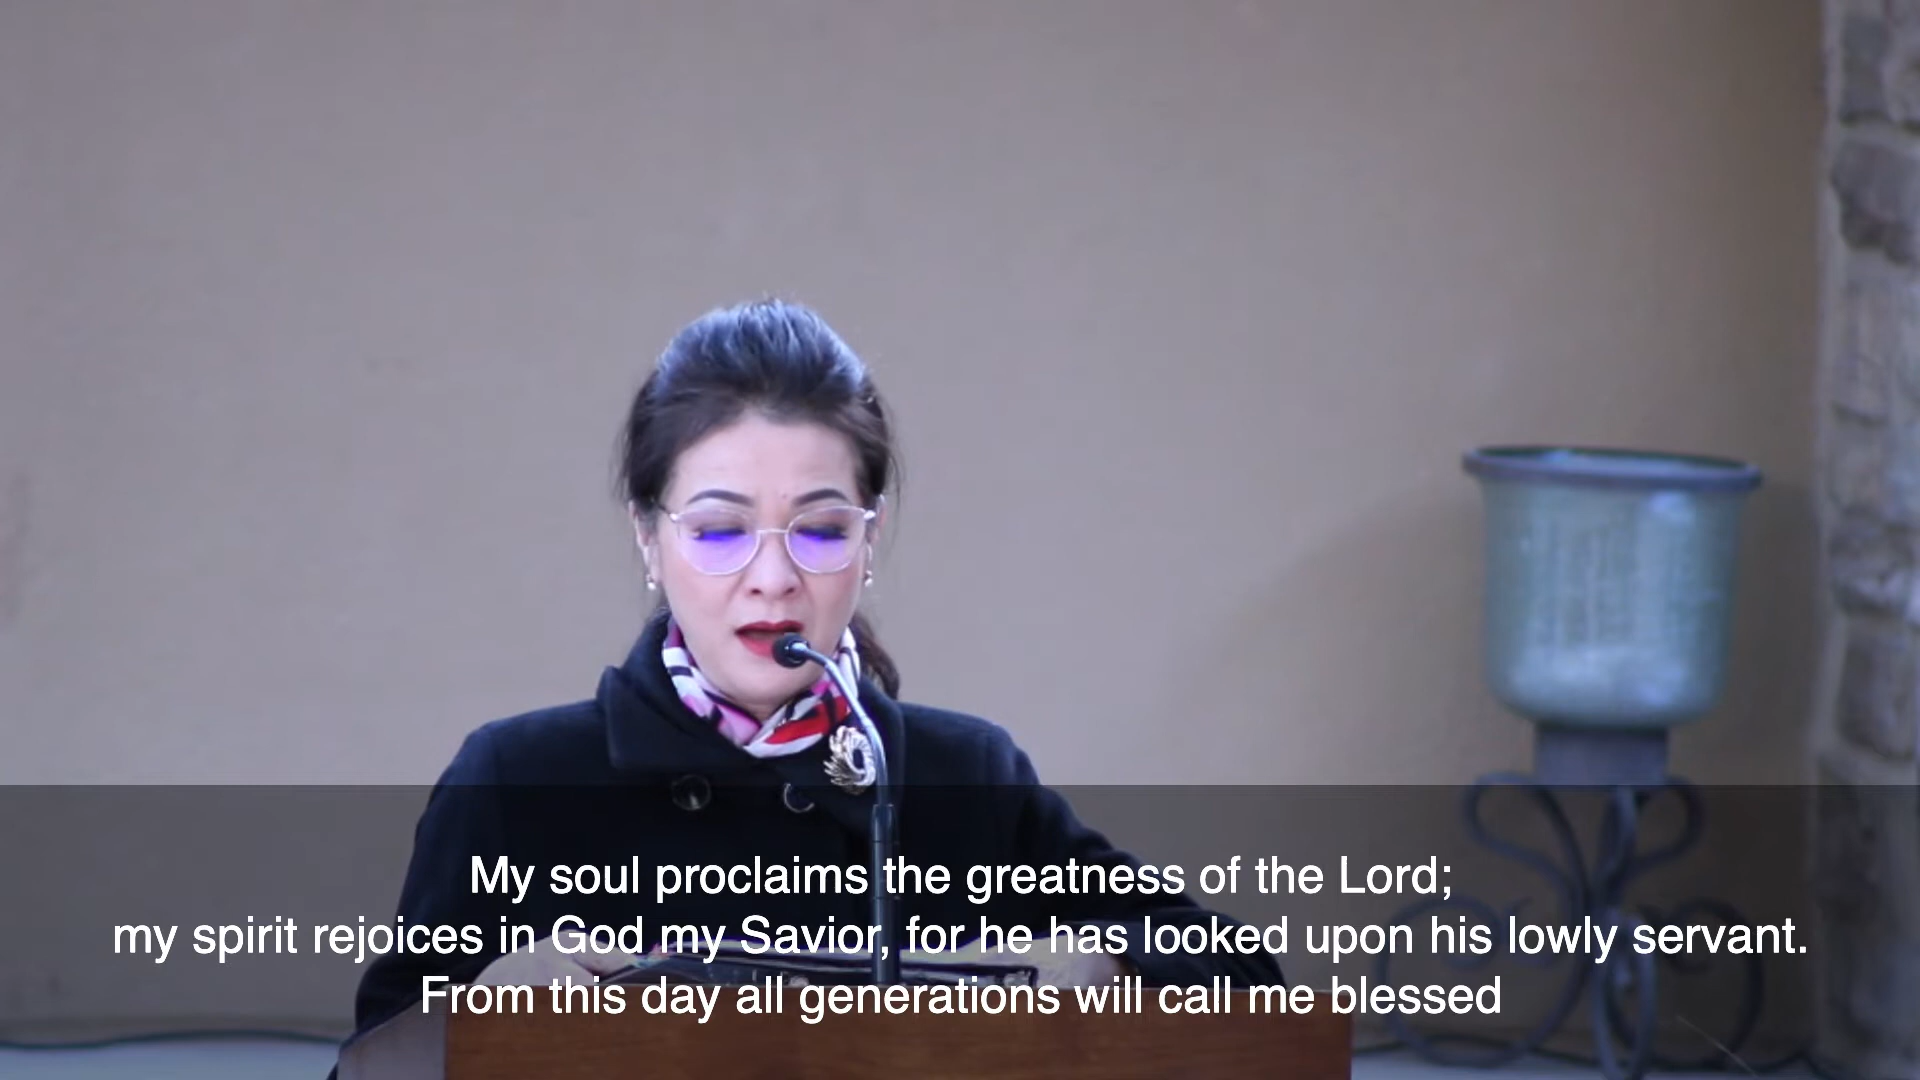 My soul proclaims the greatness of the Lord;
my spirit rejoices in God my Savior, for he has looked upon his lowly servant.
From this day all generations will call me blessed